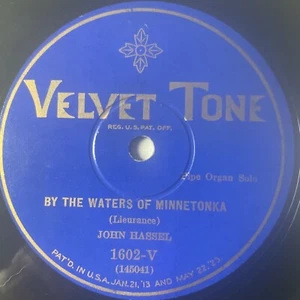 VELVET TONE
REG. U.S. PAT. OFF.
Pipe Organ Solo
BY THE WATERS OF MINNETONKA
(Lieurance)
JOHN HASSEL
1602-V
(145041)
PAT'D. IN U.S.A. JAN. 21, '13 AND MAY 22, '23.